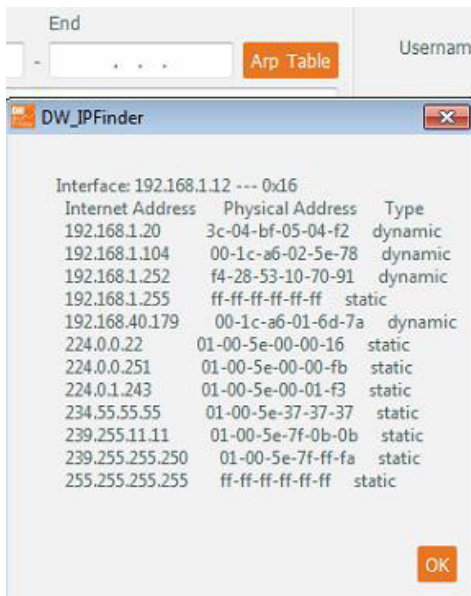 End
- . . . Arp Table
Usernam
DW_IPFinder
Interface: 192.168.1.12 --- 0x16
Internet Address Physical Address Type
192.168.1.20 3c-04-bf-05-04-f2 dynamic
192.168.1.104 00-1c-a6-02-5e-78 dynamic
192.168.1.252 f4-28-53-10-70-91 dynamic
192.168.1.255 ff-ff-ff-ff-ff-ff static
192.168.40.179 00-1c-a6-01-6d-7a dynamic
224.0.0.22 01-00-5e-00-00-16 static
224.0.0.251 01-00-5e-00-00-fb static
224.0.1.243 01-00-5e-00-01-f3 static
234.55.55.55 01-00-5e-37-37-37 static
239.255.11.11 01-00-5e-7f-0b-0b static
239.255.255.250 01-00-5e-7f-ff-fa static
255.255.255.255 ff-ff-ff-ff-ff-ff static
OK